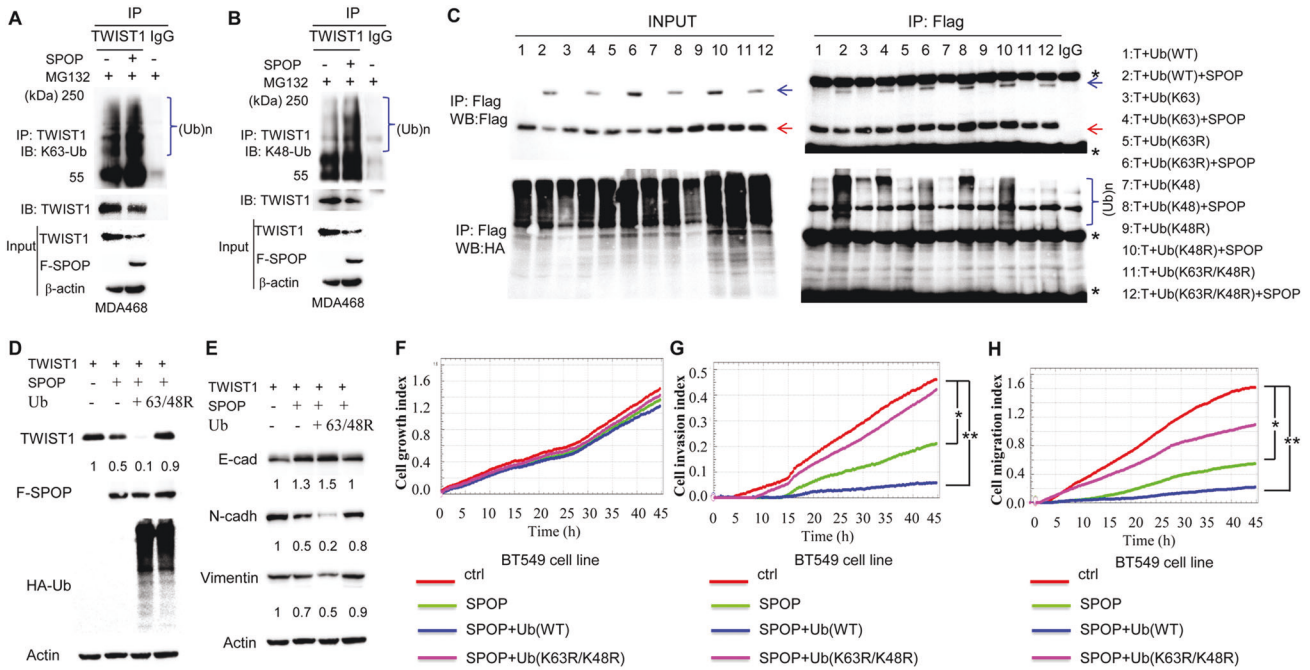 A
IP
TWIST1 IgG
SPOP - +
MG132 + + +
(kDa) 250
(Ub)n
IP: TWIST1
IB: K63-Ub
55
IB: TWIST1
Input
TWIST1
F-SPOP
β-actin
MDA468
B
IP
TWIST1 IgG
SPOP - +
MG132 + + +
(kDa) 250
(Ub)n
IP: TWIST1
IB: K48-Ub
55
IB: TWIST1
Input
TWIST1
F-SPOP
β-actin
MDA468
C
INPUT
1 2 3 4 5 6 7 8 9 10 11 12
IP: Flag
WB:Flag
IP: Flag
WB:HA
IP: Flag
1 2 3 4 5 6 7 8 9 10 11 12 IgG
*
*
(Ub)n
*
*
1:T+Ub(WT)
2:T+Ub(WT)+SPOP
3:T+Ub(K63)
4:T+Ub(K63)+SPOP
5:T+Ub(K63R)
6:T+Ub(K63R)+SPOP
7:T+Ub(K48)
8:T+Ub(K48)+SPOP
9:T+Ub(K48R)
10:T+Ub(K48R)+SPOP
11:T+Ub(K63R/K48R)
12:T+Ub(K63R/K48R)+SPOP
D
TWIST1 + + + +
SPOP - + + +
Ub - - + 63/48R
TWIST1
1 0.5 0.1 0.9
F-SPOP
HA-Ub
Actin
E
TWIST1 + + + +
SPOP - + + +
Ub - - + 63/48R
E-cad
1 1.3 1.5 1
N-cadh
1 0.5 0.2 0.8
Vimentin
1 0.7 0.5 0.9
Actin
F
Cell growth index
1.6
1.2
0.8
0.4
0.0
0 5 10 15 20 25 30 35 40 45
Time (h)
BT549 cell line
ctrl
SPOP
SPOP+Ub(WT)
SPOP+Ub(K63R/K48R)
G
Cell invasion index
0.5
0.4
0.3
0.2
0.1
0
0 5 10 15 20 25 30 35 40 45
*
**
Time (h)
BT549 cell line
ctrl
SPOP
SPOP+Ub(WT)
SPOP+Ub(K63R/K48R)
H
Cell migration index
1.6
1.2
0.8
0.4
0.0
0 5 10 15 20 25 30 35 40 45
*
**
Time (h)
BT549 cell line
ctrl
SPOP
SPOP+Ub(WT)
SPOP+Ub(K63R/K48R)